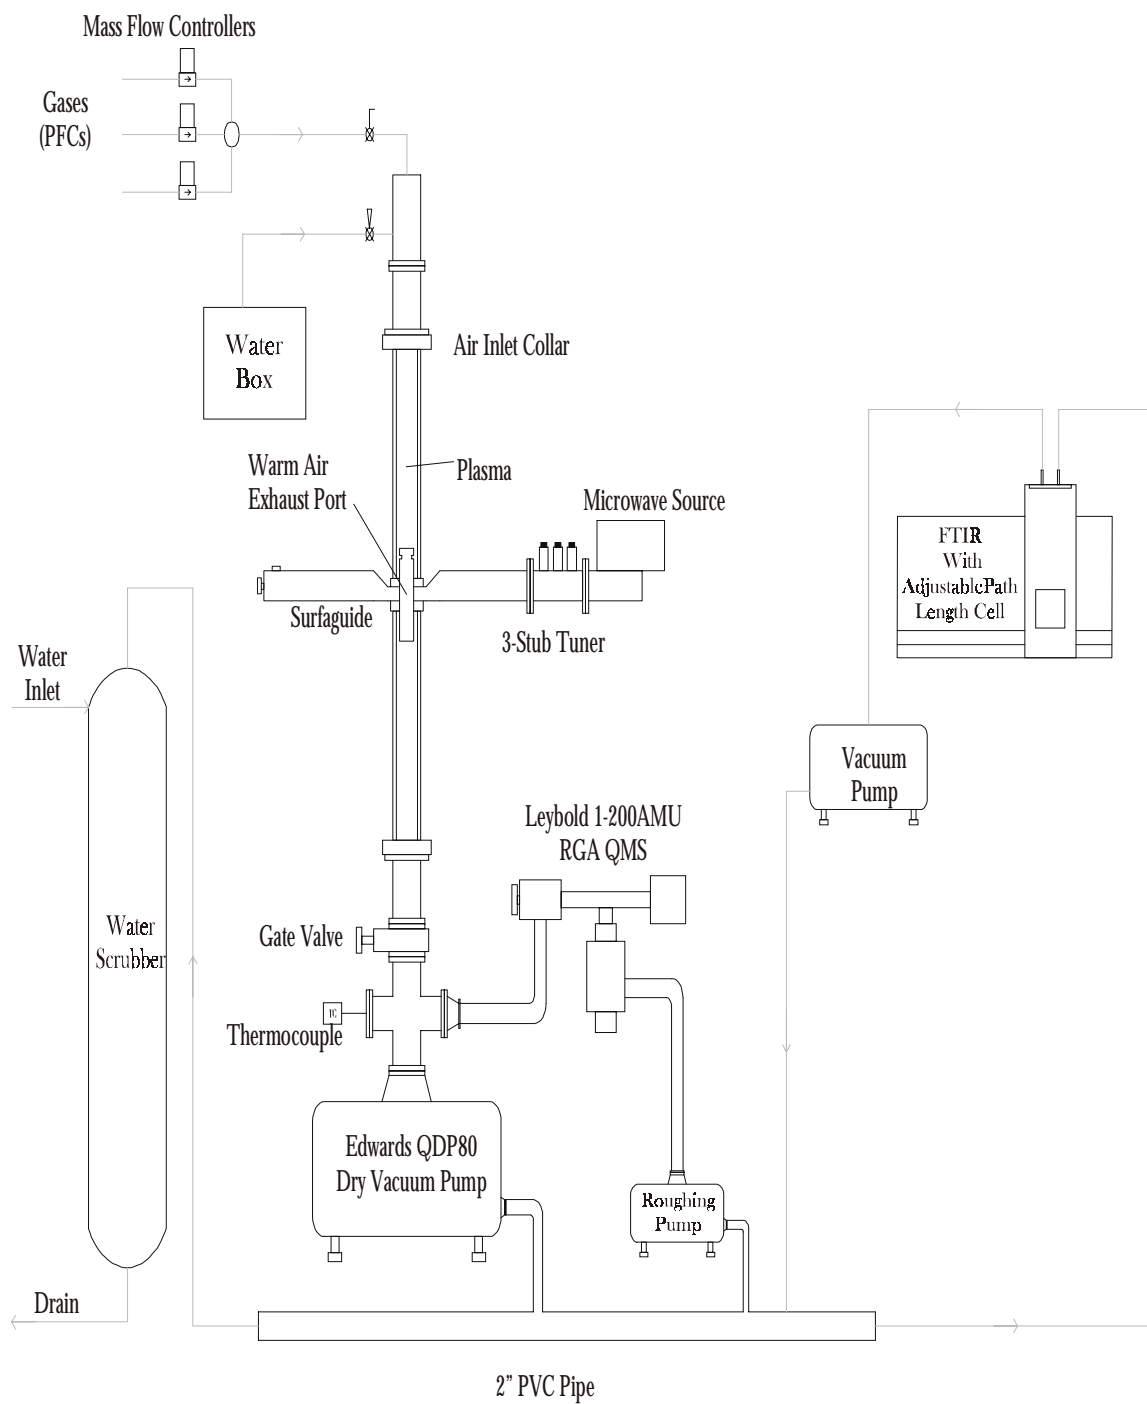 Mass Flow Controllers
Gases
(PFCs)
Water
Box
Air Inlet Collar
Warm Air
Exhaust Port
Plasma
Microwave Source
FTIR
With
AdjustablePath
Length Cell
Surfaguide
3-Stub Tuner
Water
Inlet
Vacuum
Pump
Leybold 1-200AMU
RGA QMS
Water
Scrubber
Gate Valve
TC
Thermocouple
Edwards QDP80
Dry Vacuum Pump
Roughing
Pump
Drain
2” PVC Pipe